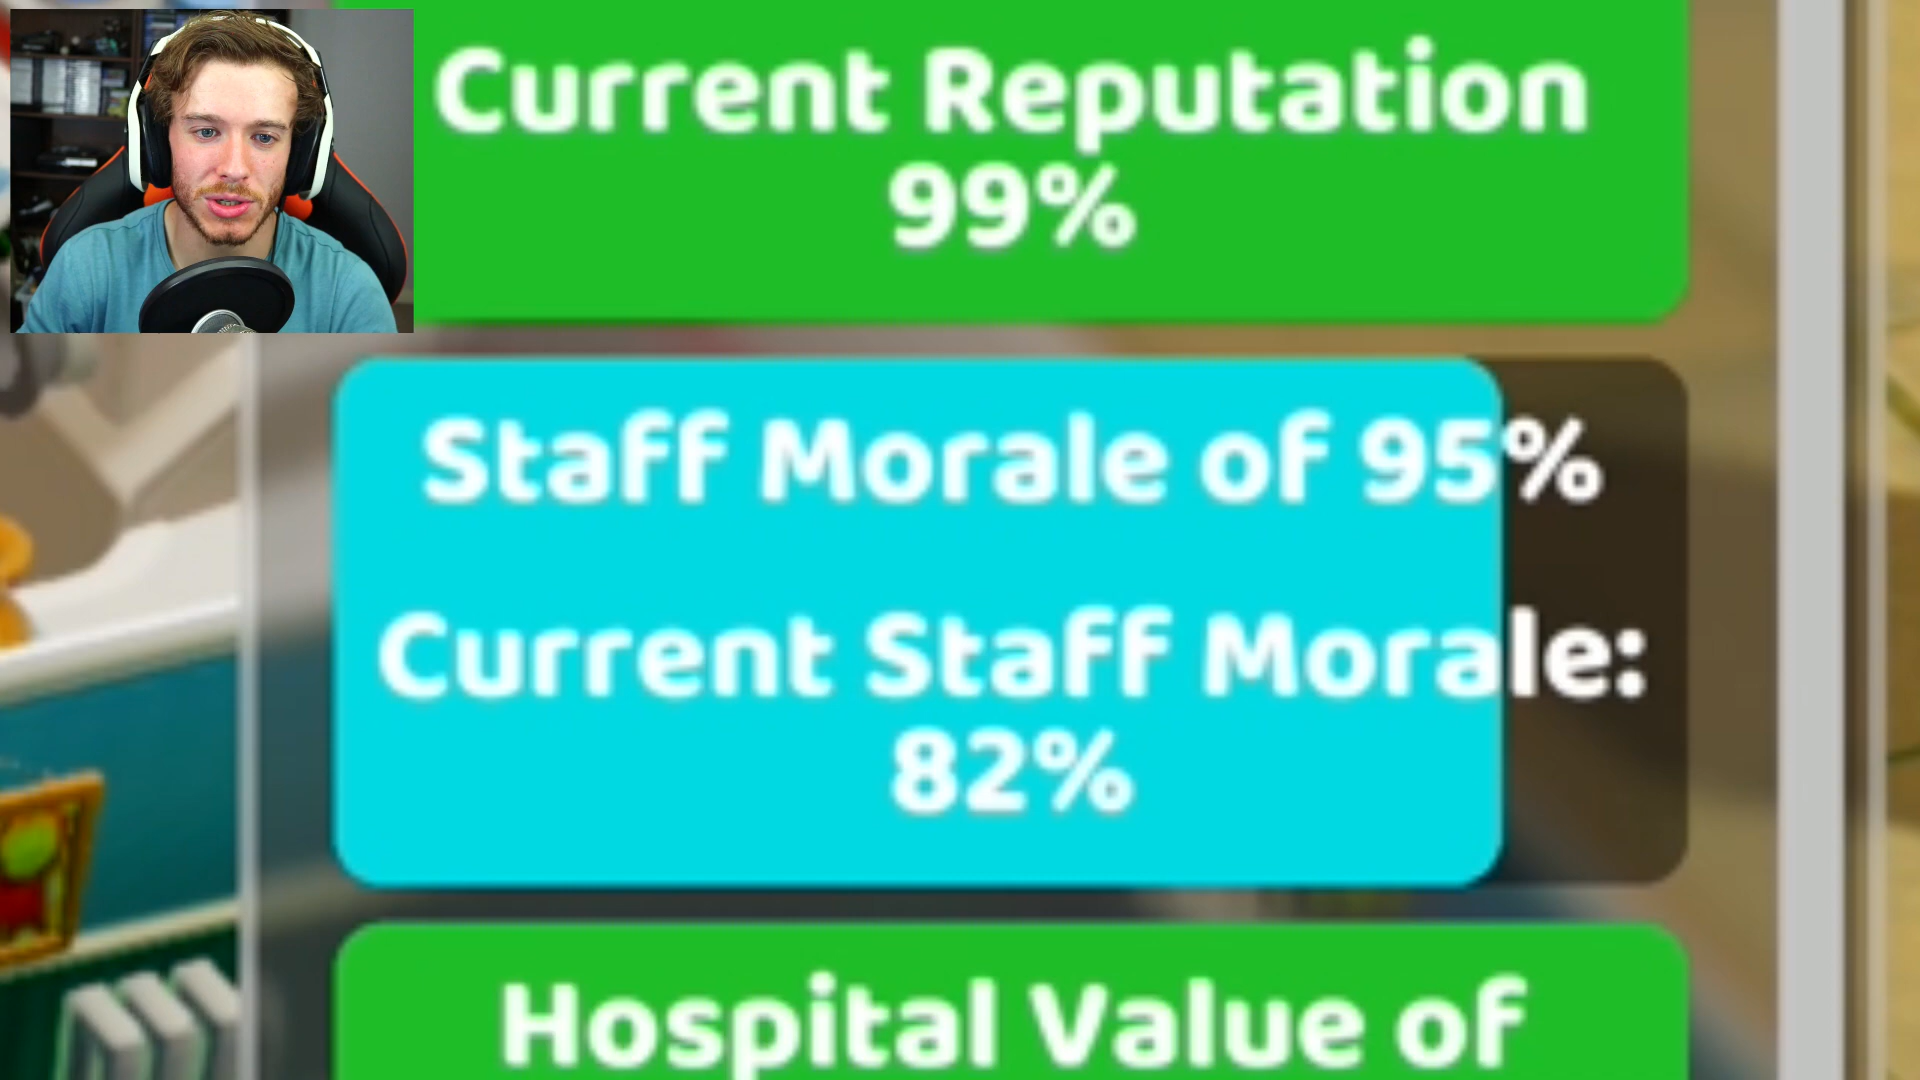 Current Reputation
99%
Staff Morale of 95%
Current Staff Morale:
82%
Hospital Value of